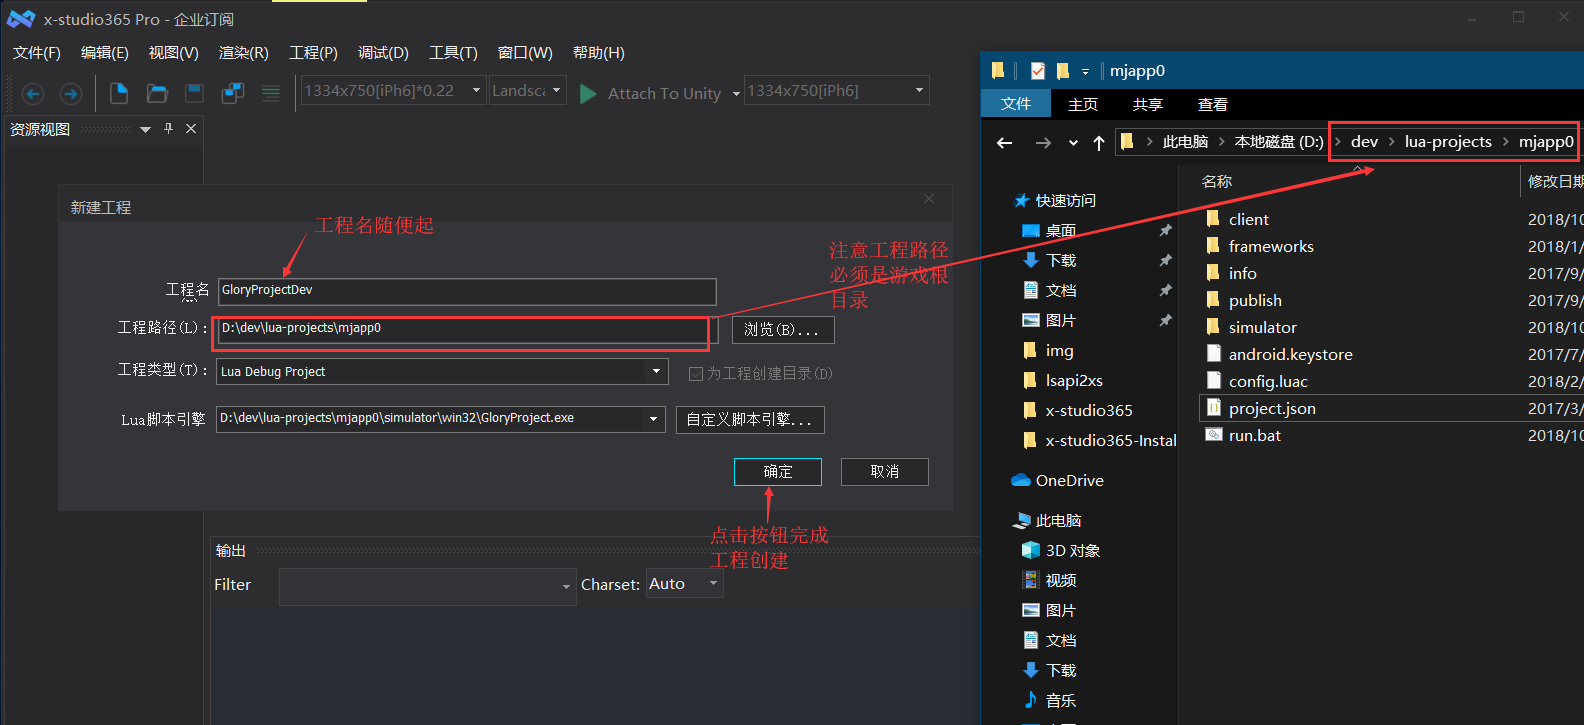 x-studio365 Pro - 企业订阅
文件(F) 编辑(E) 视图(V) 渲染(R) 工程(P) 调试(D) 工具(T) 窗口(W) 帮助(H)
1334x750[iPh6]*0.22 Landsca Attach To Unity 1334x750[iPh6]
资源视图
新建工程
工程名随便起
工程名 GloryProjectDev
注意工程路径
必须是游戏根
目录
工程路径(L): D:\dev\lua-projects\mjapp0 浏览(B)...
工程类型(T): Lua Debug Project 为工程创建目录(D)
Lua脚本引擎 D:\dev\lua-projects\mjapp0\simulator\win32\GloryProject.exe 自定义脚本引擎...
确定 取消
点击按钮完成
工程创建
输出
Filter Charset: Auto
mjapp0
文件 主页 共享 查看
此电脑 本地磁盘 (D:) dev lua-projects mjapp0
名称 修改日期
快速访问
桌面
下载
文档
图片
img
lsapi2xs
x-studio365
x-studio365-Instal
OneDrive
此电脑
3D 对象
视频
图片
文档
下载
音乐
client 2018/10
frameworks 2018/1/
info 2017/9/
publish 2017/9/
simulator 2018/10
android.keystore 2017/7/
config.luac 2018/2/
project.json 2017/3/
run.bat 2018/10